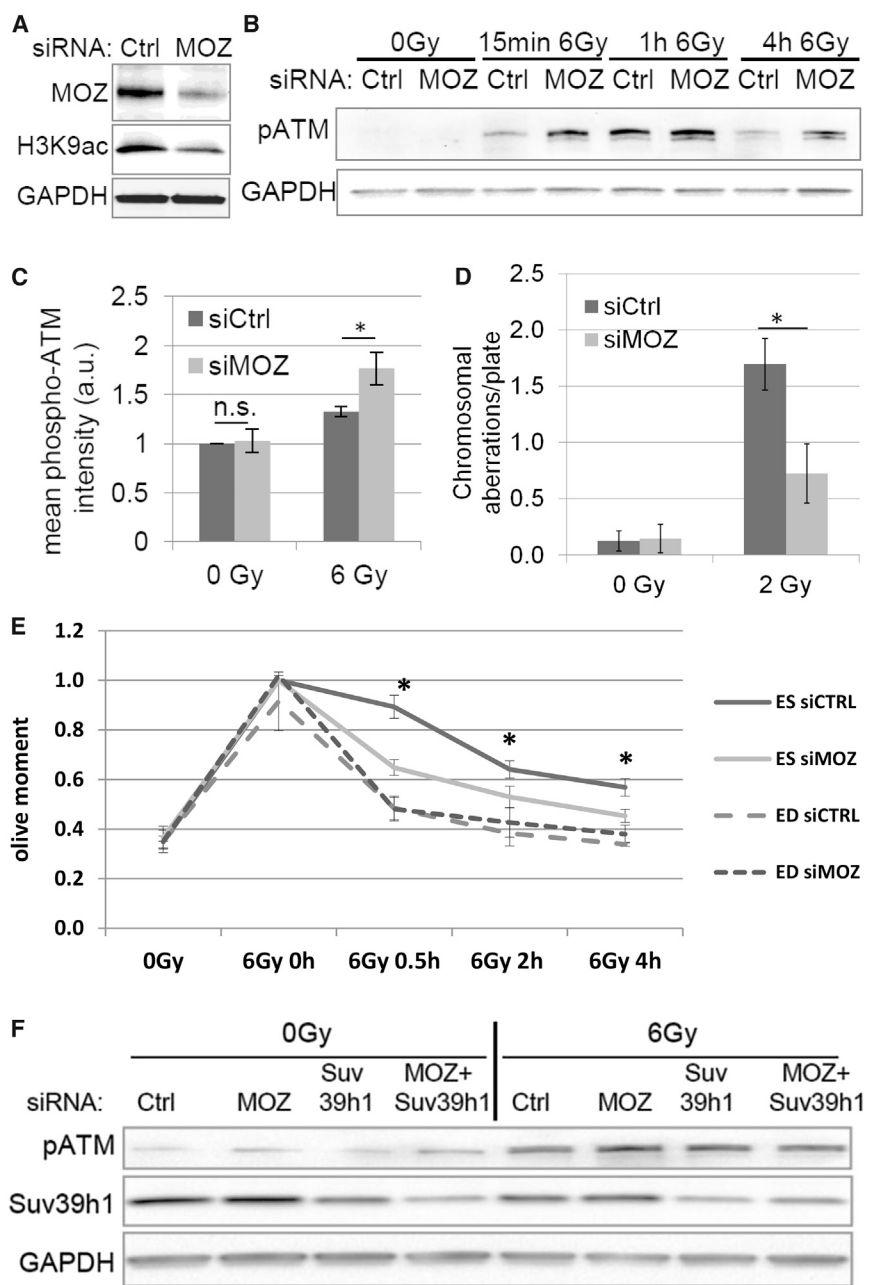 A
siRNA: Ctrl MOZ
MOZ
H3K9ac
GAPDH
B
0Gy 15min 6Gy 1h 6Gy 4h 6Gy
siRNA: Ctrl MOZ Ctrl MOZ Ctrl MOZ Ctrl MOZ
pATM
GAPDH
C
mean phospho-ATM
intensity (a.u.)
2.5
2
1.5
1
0.5
0
siCtrl
siMOZ
n.s.
*
0 Gy 6 Gy
D
Chromosomal
aberrations/plate
2.5
2.0
1.5
1.0
0.5
0.0
siCtrl
siMOZ
*
0 Gy 2 Gy
E
olive moment
1.2
1.0
0.8
0.6
0.4
0.2
0.0
* * *
0Gy 6Gy 0h 6Gy 0.5h 6Gy 2h 6Gy 4h
ES siCTRL
ES siMOZ
ED siCTRL
ED siMOZ
F
0Gy 6Gy
Suv MOZ+ Suv MOZ+
siRNA: Ctrl MOZ 39h1 Suv39h1 Ctrl MOZ 39h1 Suv39h1
pATM
Suv39h1
GAPDH